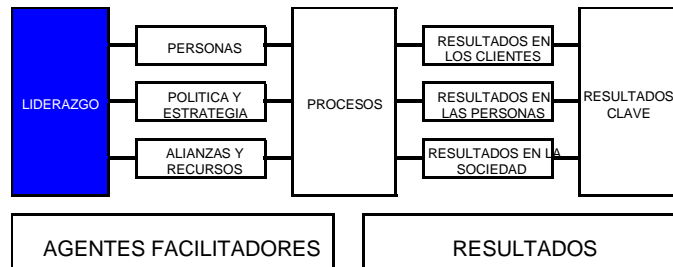 LIDERAZGO
PERSONAS
POLITICA Y
ESTRATEGIA
ALIANZAS Y
RECURSOS
PROCESOS
RESULTADOS EN
LOS CLIENTES
RESULTADOS EN
LAS PERSONAS
RESULTADOS EN LA
SOCIEDAD
RESULTADOS
CLAVE
AGENTES FACILITADORES
RESULTADOS